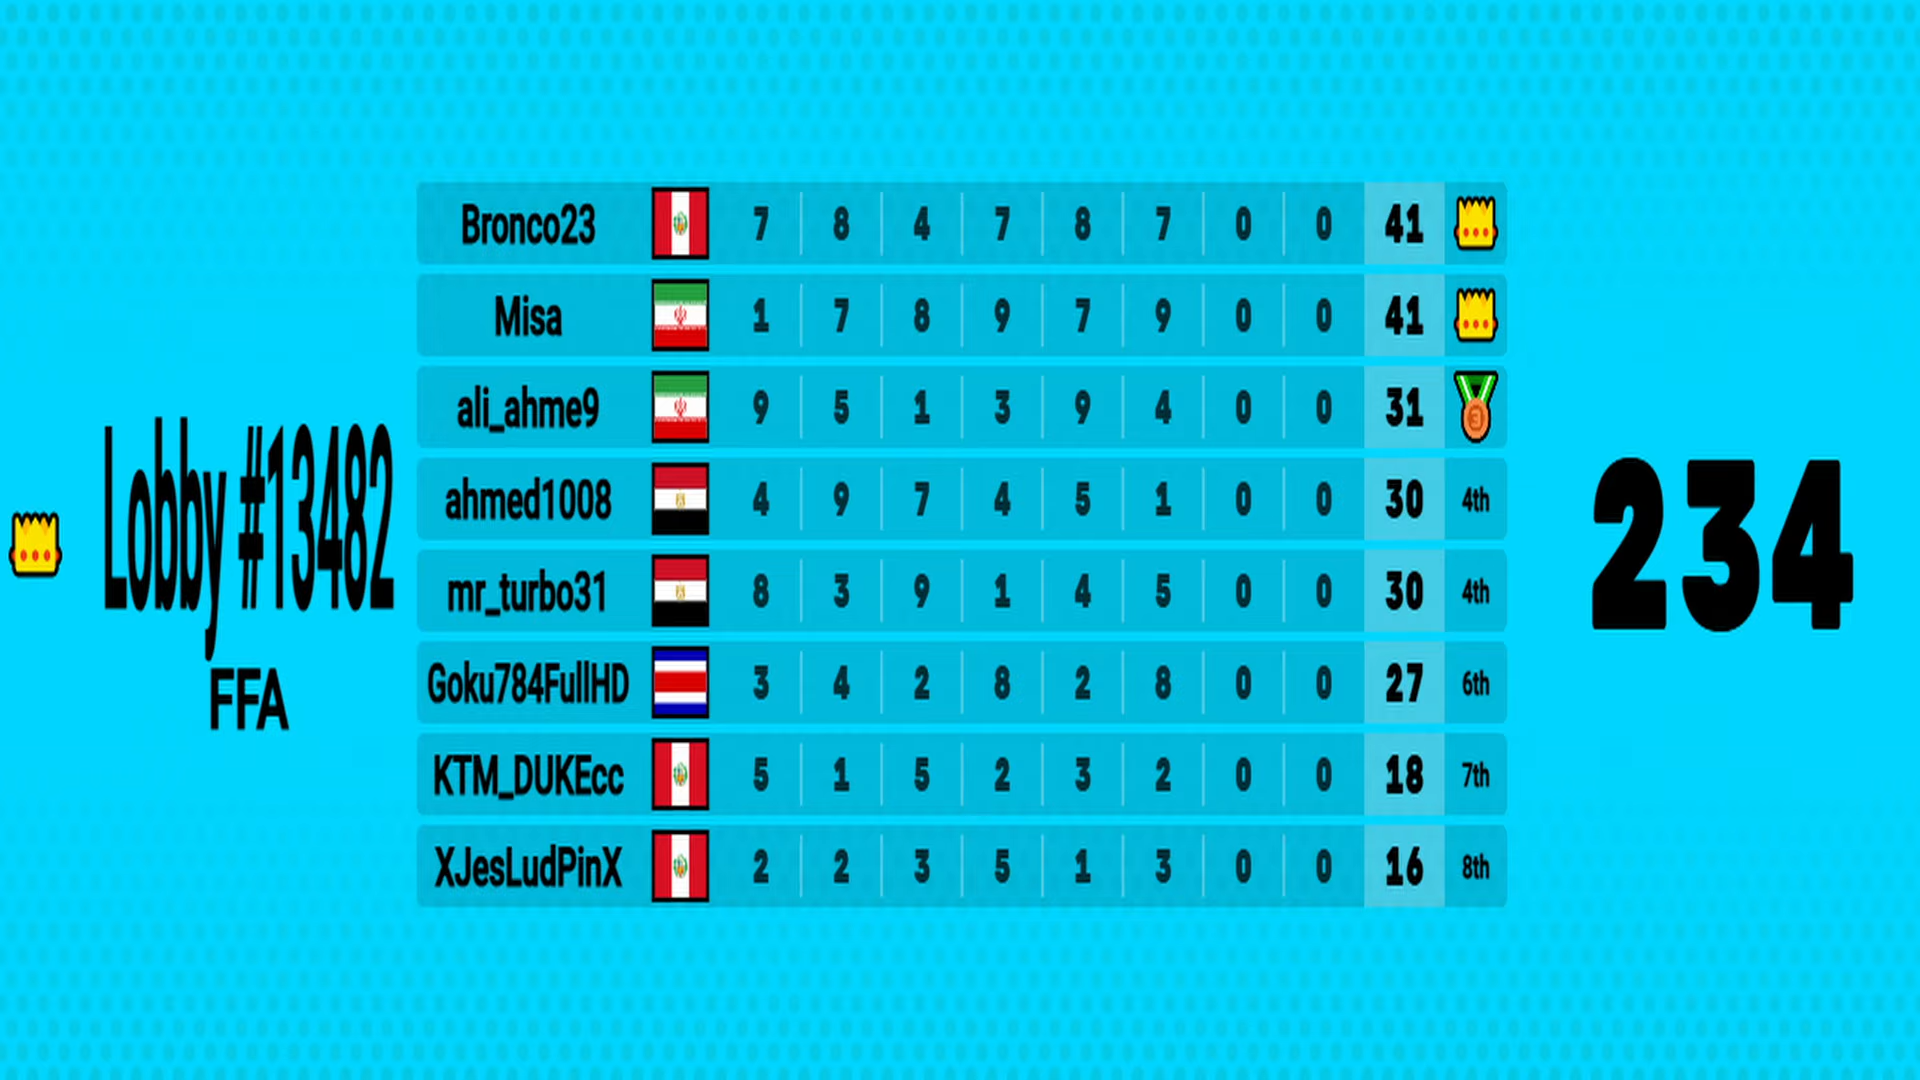 Lobby #13482
FFA
Bronco23 7 8 4 7 8 7 0 0 41
Misa 1 7 8 9 7 9 0 0 41
ali_ahme9 9 5 1 3 9 4 0 0 31 3
ahmed1008 4 9 7 4 5 1 0 0 30 4th
mr_turbo31 8 3 9 1 4 5 0 0 30 4th
Goku784FullHD 3 4 2 8 2 8 0 0 27 6th
KTM_DUKEcc 5 1 5 2 3 2 0 0 18 7th
XJesLudPinX 2 2 3 5 1 3 0 0 16 8th
234